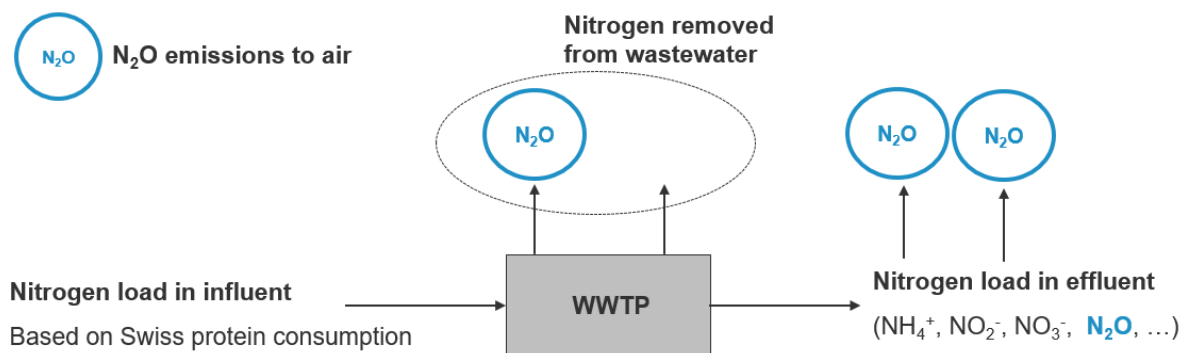 N₂O
N₂O emissions to air
Nitrogen removed
from wastewater
N₂O
N₂O
N₂O
Nitrogen load in influent
Based on Swiss protein consumption
WWTP
Nitrogen load in effluent
(NH₄⁺, NO₂⁻, NO₃⁻, N₂O, …)